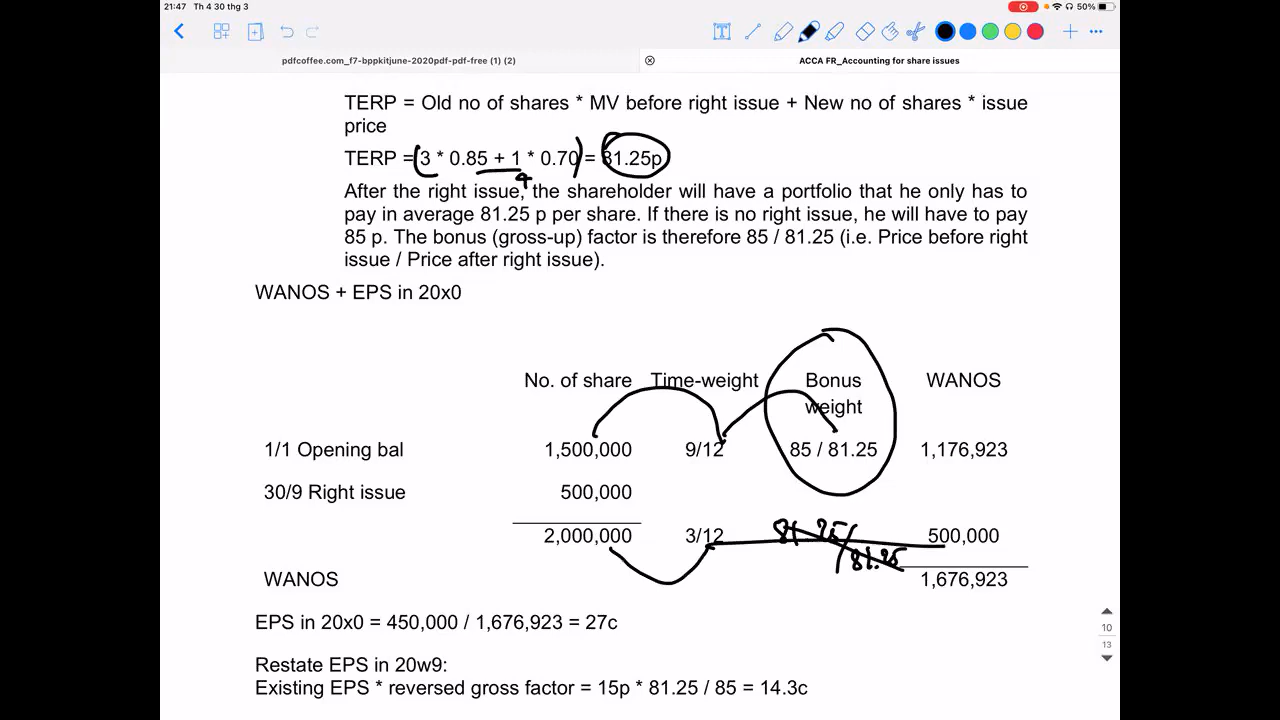 21:47 Th 4 30 thg 3
50%
pdfcoffee.com_f7-bppkitjune-2020pdf-pdf-free (1) (2)
ACCA FR_Accounting for share issues
TERP = Old no of shares * MV before right issue + New no of shares * issue
price
TERP = (3 * 0.85 + 1 * 0.70) = 81.25p
4
After the right issue, the shareholder will have a portfolio that he only has to
pay in average 81.25 p per share. If there is no right issue, he will have to pay
85 p. The bonus (gross-up) factor is therefore 85 / 81.25 (i.e. Price before right
issue / Price after right issue).
WANOS + EPS in 20x0
No. of share Time-weight Bonus WANOS
weight
1/1 Opening bal 1,500,000 9/12 85 / 81.25 1,176,923
30/9 Right issue 500,000
2,000,000 3/12 81.25/81.25 500,000
WANOS 1,676,923
EPS in 20x0 = 450,000 / 1,676,923 = 27c
Restate EPS in 20w9:
Existing EPS * reversed gross factor = 15p * 81.25 / 85 = 14.3c
10
13